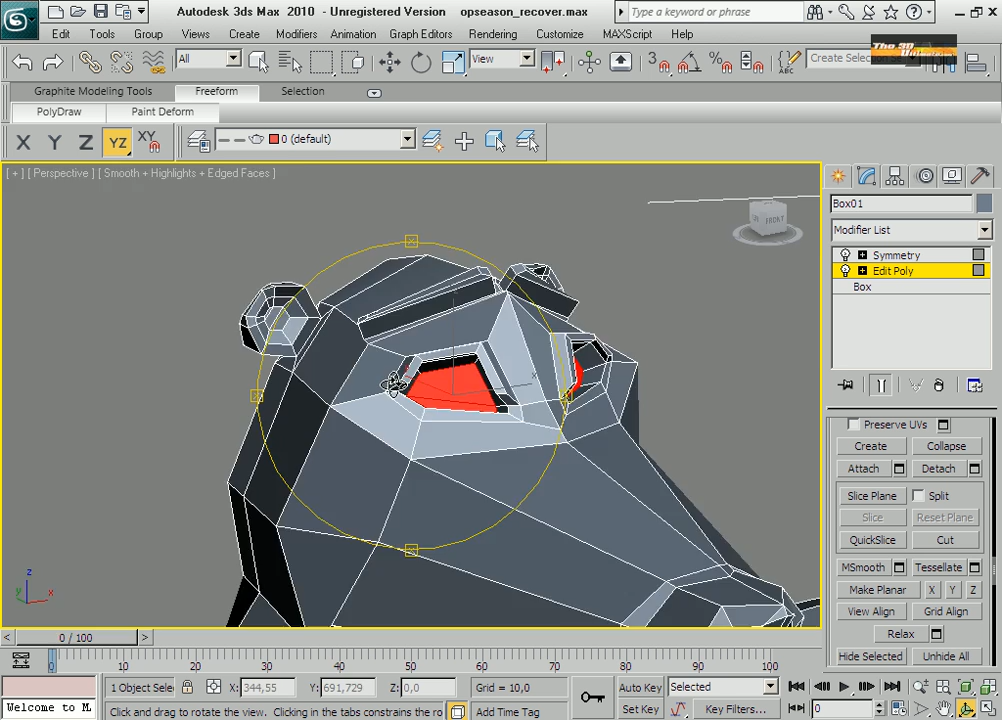 Autodesk 3ds Max 2010 - Unregistered Version opseason_recover.max
Type a keyword or phrase
Edit Tools Group Views Create Modifiers Animation Graph Editors Rendering Customize MAXScript Help
All View 3 Create Selection Se
Graphite Modeling Tools Freeform Selection
PolyDraw Paint Deform
X Y Z YZ XY 0 (default)
[ + ] [ Perspective ] [ Smooth + Highlights + Edged Faces ]
FRONT
Box01
Modifier List
Symmetry
Edit Poly
Box
Preserve UVs
Create Collapse
Attach Detach
Slice Plane Split
Slice Reset Plane
QuickSlice Cut
MSmooth Tessellate
Make Planar X Y Z
View Align Grid Align
Relax
Hide Selected Unhide All
z
y x
< 0 / 100 >
0 10 20 30 40 50 60 70 80 90 100
1 Object Selec X: 344,55 Y: 691,729 Z: 0,0 Grid = 10,0 Auto Key Selected
Welcome to M. Click and drag to rotate the view. Clicking in the tabs constrains the ro Add Time Tag Set Key Key Filters... 0